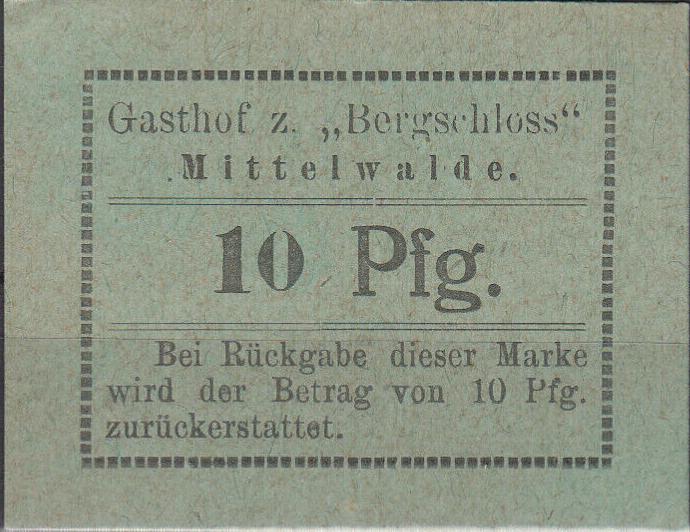 Gasthof z. „Bergschloss“
Mittelwalde.
10 Pfg.
Bei Rückgabe dieser Marke
wird der Betrag von 10 Pfg.
zurückerstattet.